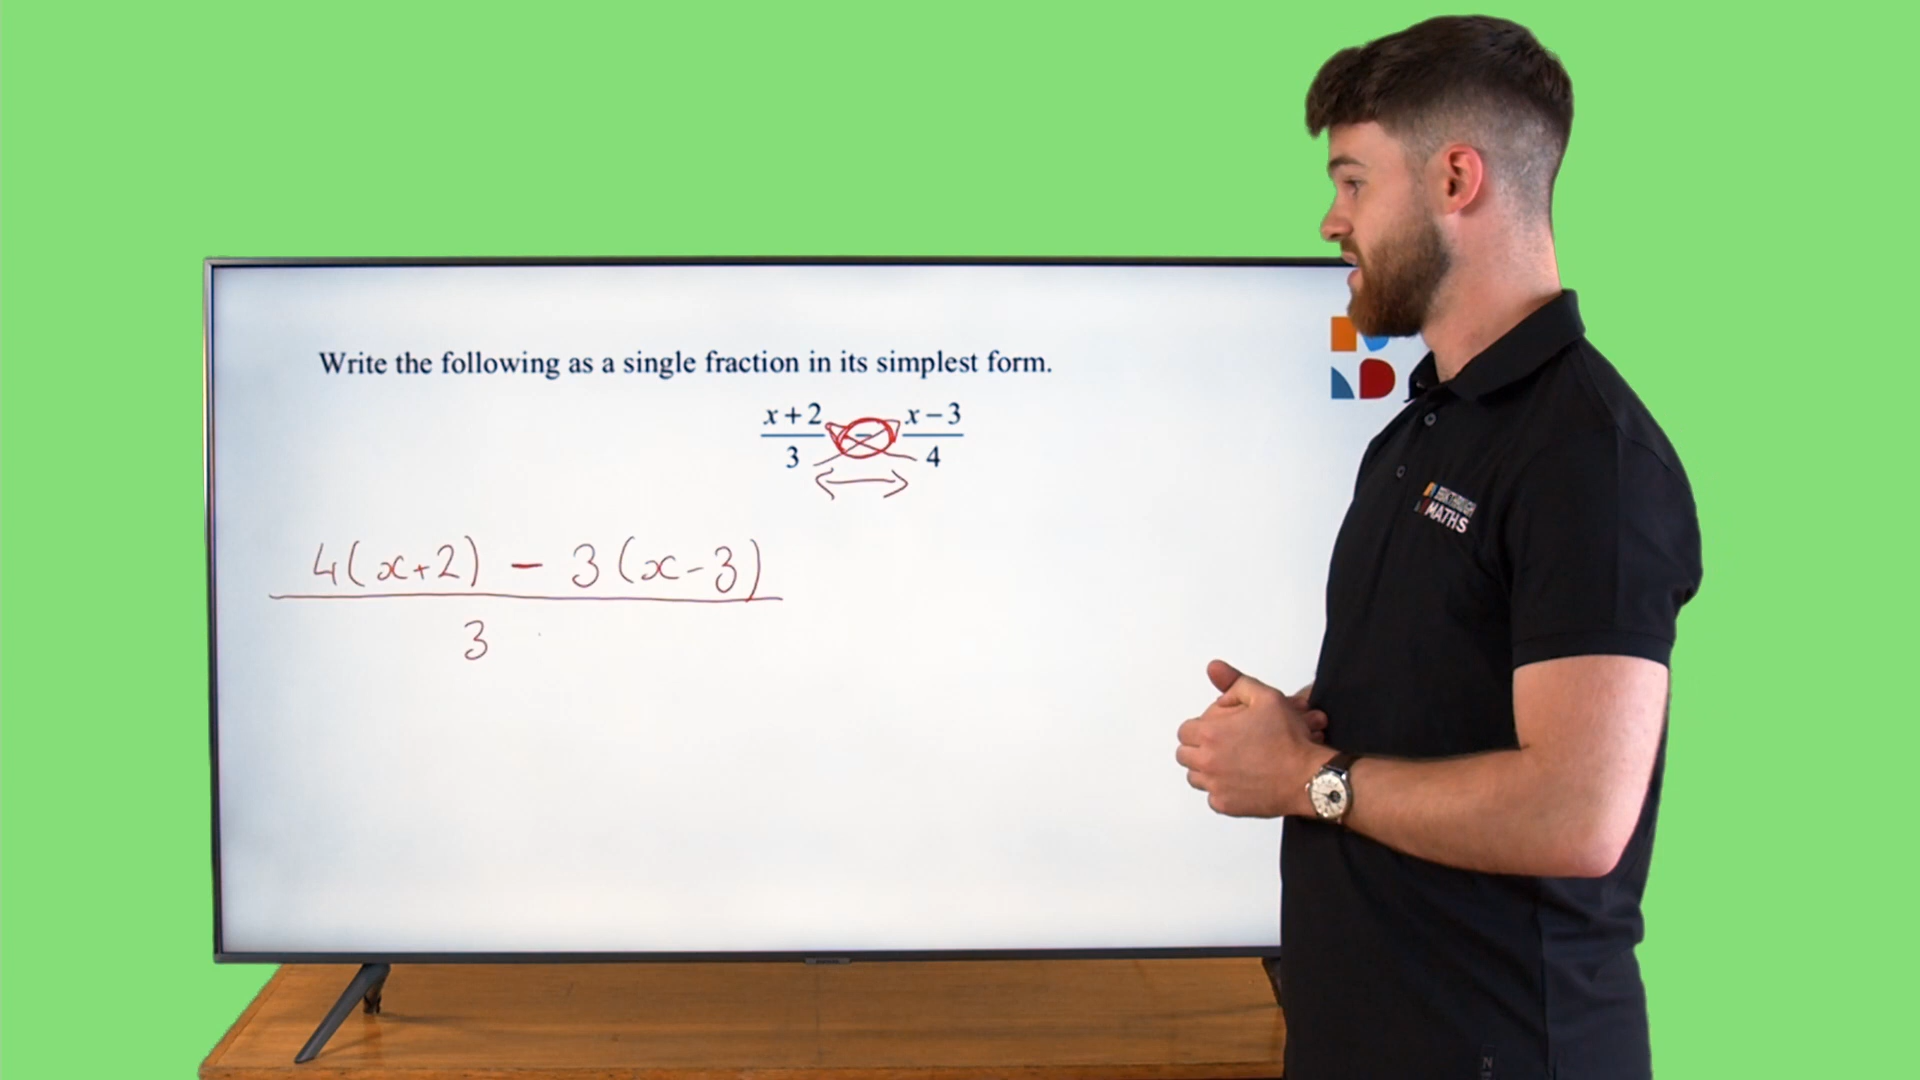 Write the following as a single fraction in its simplest form.
x + 2 x − 3
−
3 4
4(x+2) − 3(x−3)
3
MATHS
N